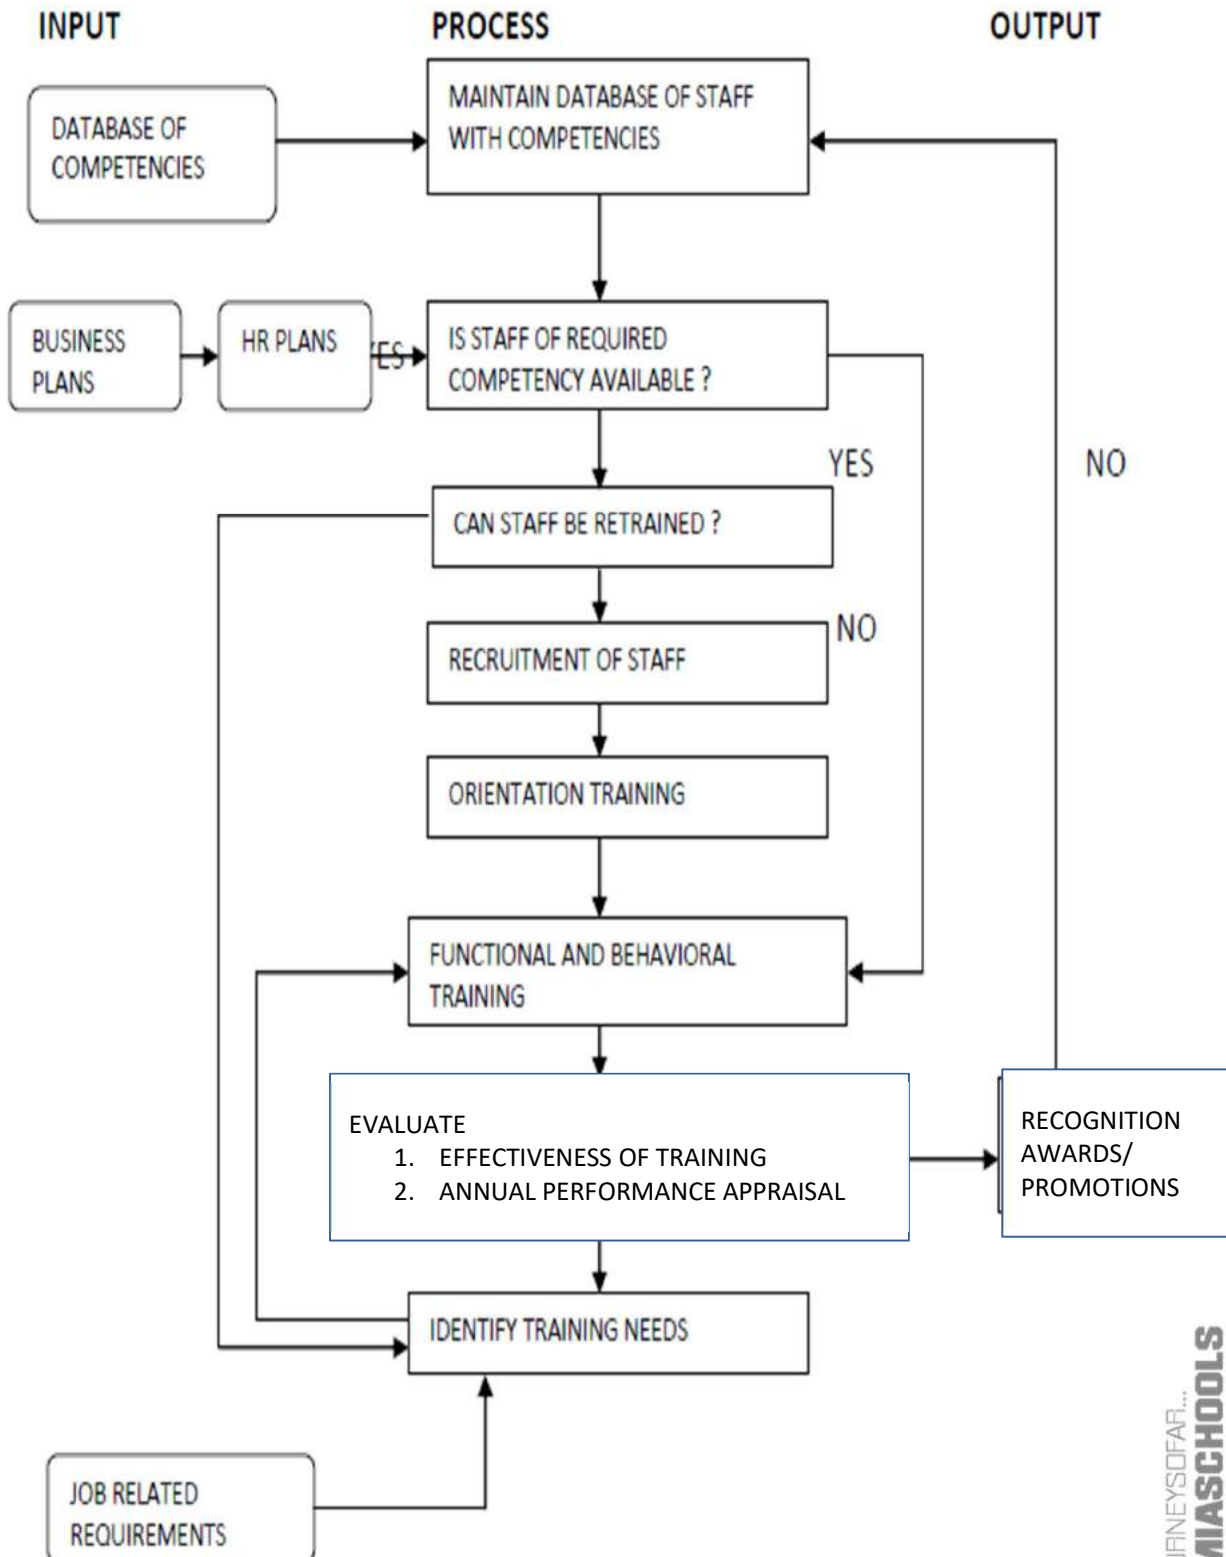 INPUT
PROCESS
OUTPUT
DATABASE OF
COMPETENCIES
MAINTAIN DATABASE OF STAFF
WITH COMPETENCIES
BUSINESS
PLANS
HR PLANS
YES
IS STAFF OF REQUIRED
COMPETENCY AVAILABLE ?
YES
NO
CAN STAFF BE RETRAINED ?
NO
RECRUITMENT OF STAFF
ORIENTATION TRAINING
FUNCTIONAL AND BEHAVIORAL
TRAINING
EVALUATE
1. EFFECTIVENESS OF TRAINING
2. ANNUAL PERFORMANCE APPRAISAL
RECOGNITION
AWARDS/
PROMOTIONS
IDENTIFY TRAINING NEEDS
JOB RELATED
REQUIREMENTS